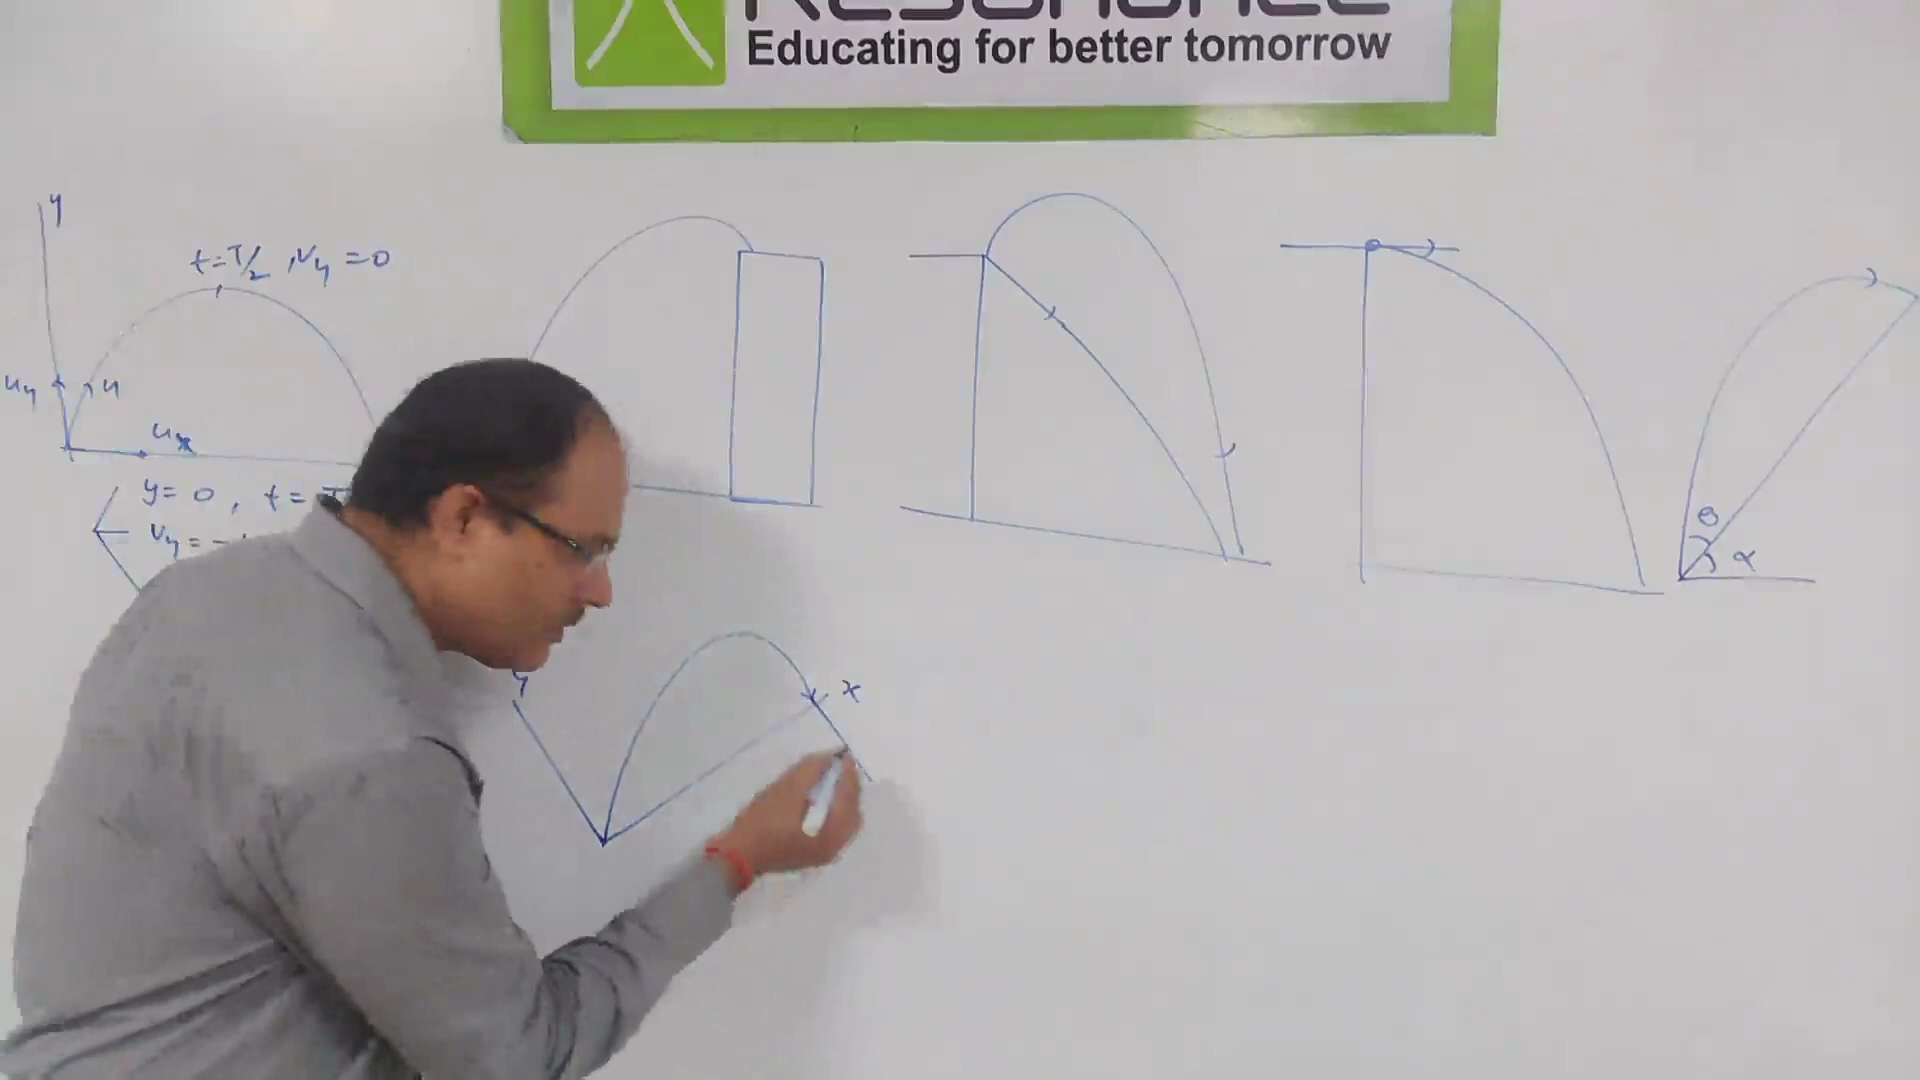 Educating for better tomorrow
y
t = T/2 , vy = 0
uy
u
ux
y = 0 , t =
vy = -
θ
α
y
x